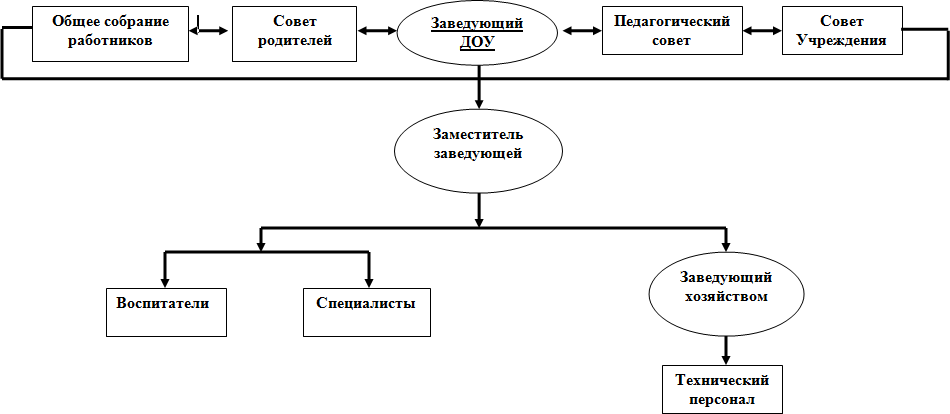 Общее собрание
работников
Совет
родителей
Заведующий
ДОУ
Педагогический
совет
Совет
Учреждения
Заместитель
заведующей
Воспитатели
Специалисты
Заведующий
хозяйством
Технический
персонал